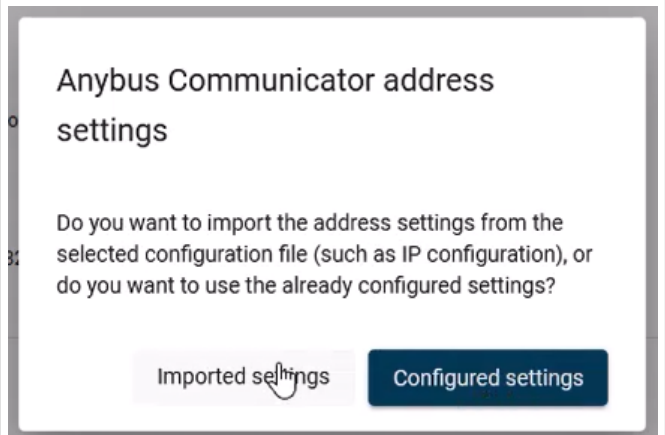 Anybus Communicator address
settings
Do you want to import the address settings from the
selected configuration file (such as IP configuration), or
do you want to use the already configured settings?
Imported settings
Configured settings